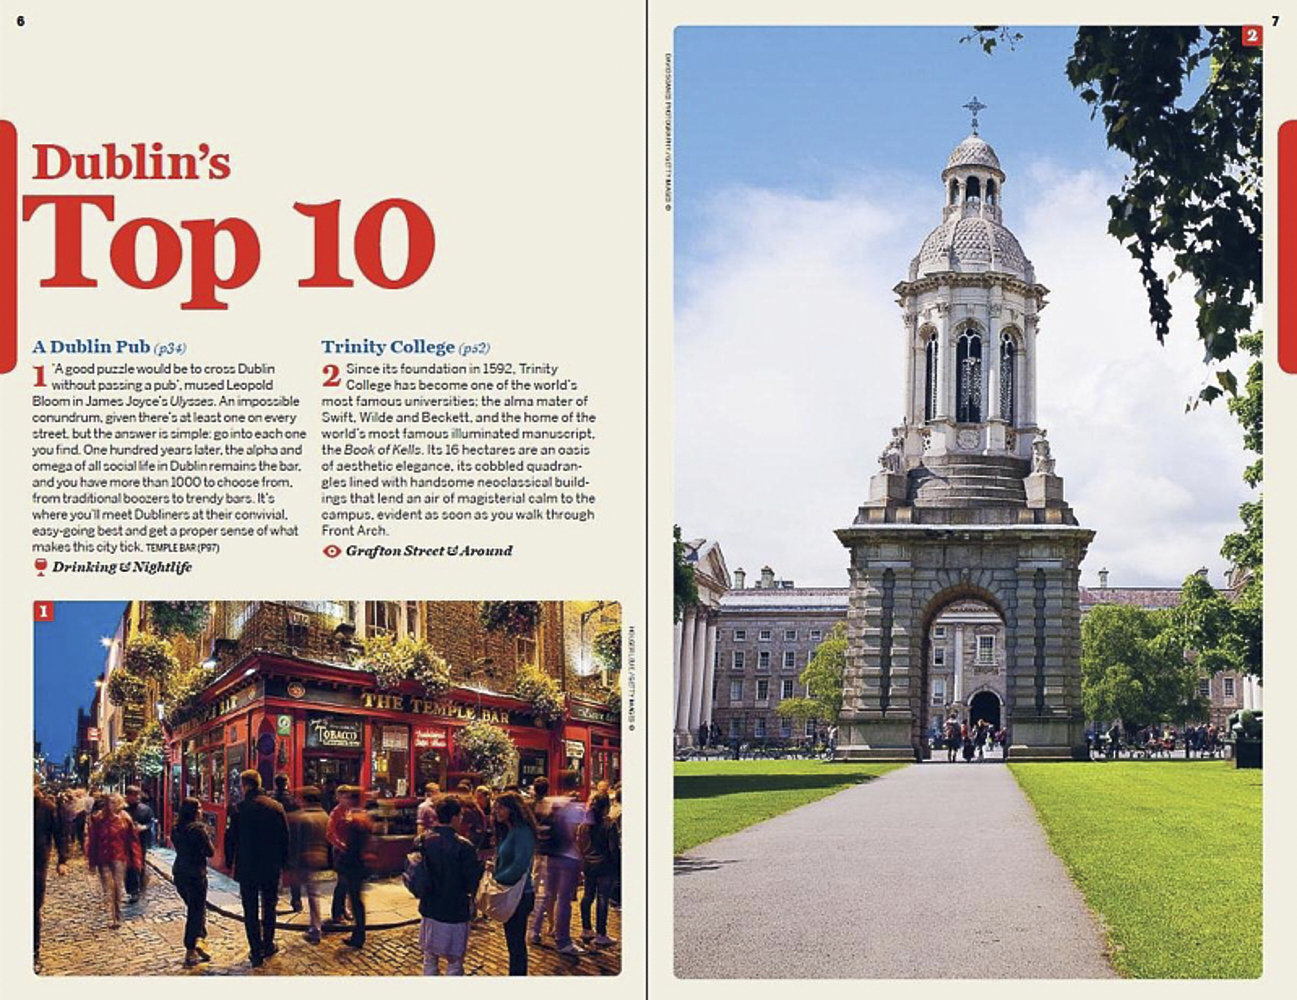 6
Dublin’s
Top 10
A Dublin Pub (p34)
1 ‘A good puzzle would be to cross Dublin
without passing a pub’, mused Leopold
Bloom in James Joyce’s Ulysses. An impossible
conundrum, given there’s at least one on every
street, but the answer is simple: go into each one
you find. One hundred years later, the alpha and
omega of all social life in Dublin remains the bar,
and you have more than 1000 to choose from,
from traditional boozers to trendy bars. It’s
where you’ll meet Dubliners at their convivial,
easy-going best and get a proper sense of what
makes this city tick. TEMPLE BAR (P97)
Drinking & Nightlife
Trinity College (p52)
2 Since its foundation in 1592, Trinity
College has become one of the world’s
most famous universities; the alma mater of
Swift, Wilde and Beckett, and the home of the
world’s most famous illuminated manuscript,
the Book of Kells. Its 16 hectares are an oasis
of aesthetic elegance, its cobbled quadran-
gles lined with handsome neoclassical build-
ings that lend an air of magisterial calm to the
campus, evident as soon as you walk through
Front Arch.
Grafton Street & Around
1
THE TEMPLE BAR
TOBACCO
7
2
DAVID SOANES PHOTOGRAPHY / GETTY IMAGES ©